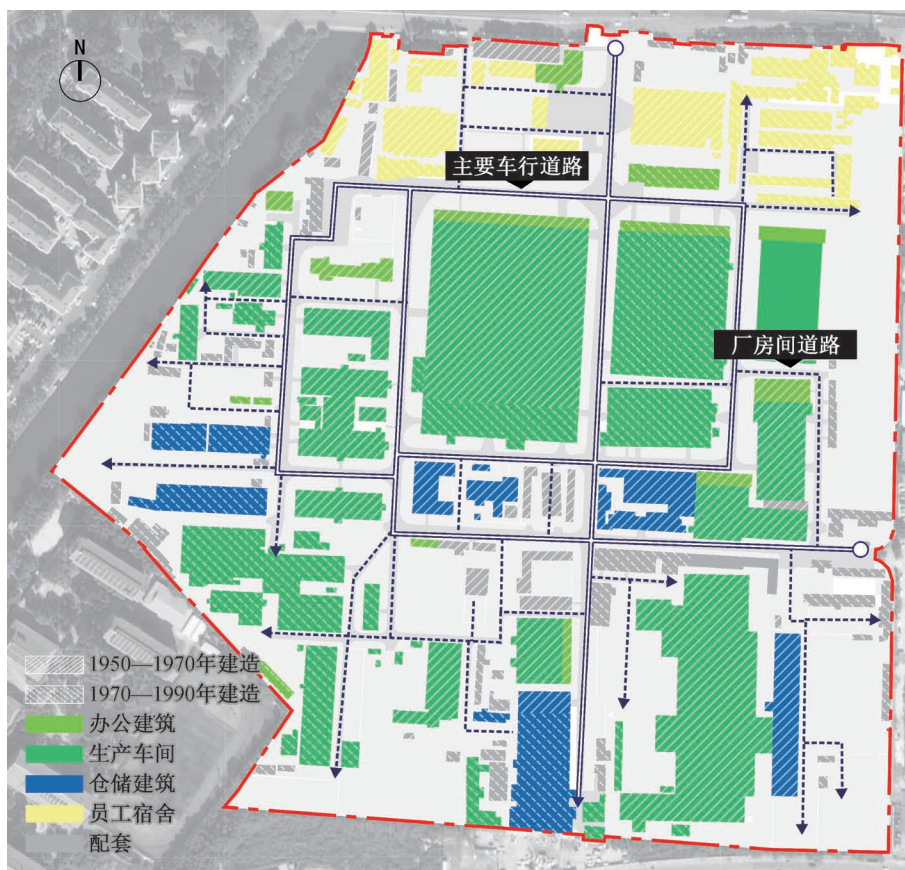 N
主要车行道路
厂房间道路
1950—1970年建造
1970—1990年建造
办公建筑
生产车间
仓储建筑
员工宿舍
配套